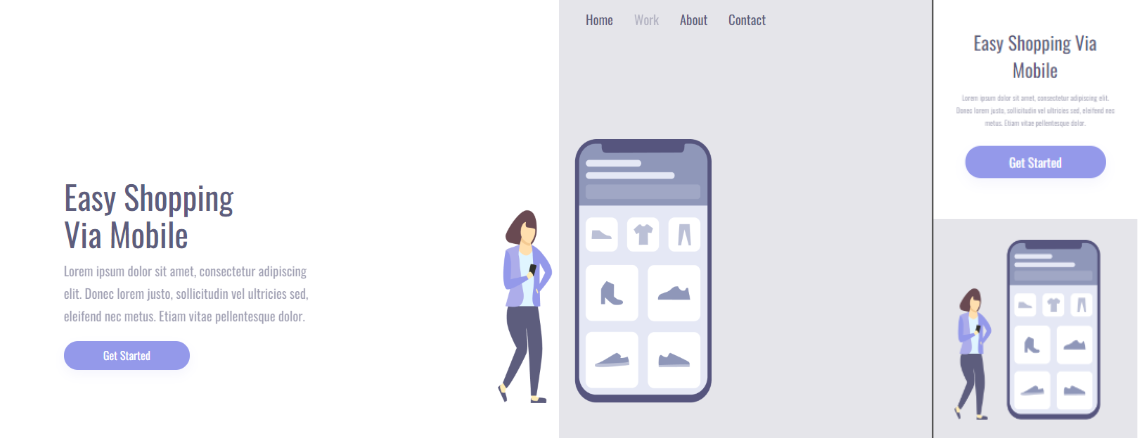 Home Work About Contact
Easy Shopping
Via Mobile
Lorem ipsum dolor sit amet, consectetur adipiscing
elit. Donec lorem justo, sollicitudin vel ultricies sed,
eleifend nec metus. Etiam vitae pellentesque dolor.
Get Started
Easy Shopping Via
Mobile
Lorem ipsum dolor sit amet, consectetur adipiscing elit.
Donec lorem justo, sollicitudin vel ultricies sed, eleifend nec
metus. Etiam vitae pellentesque dolor.
Get Started